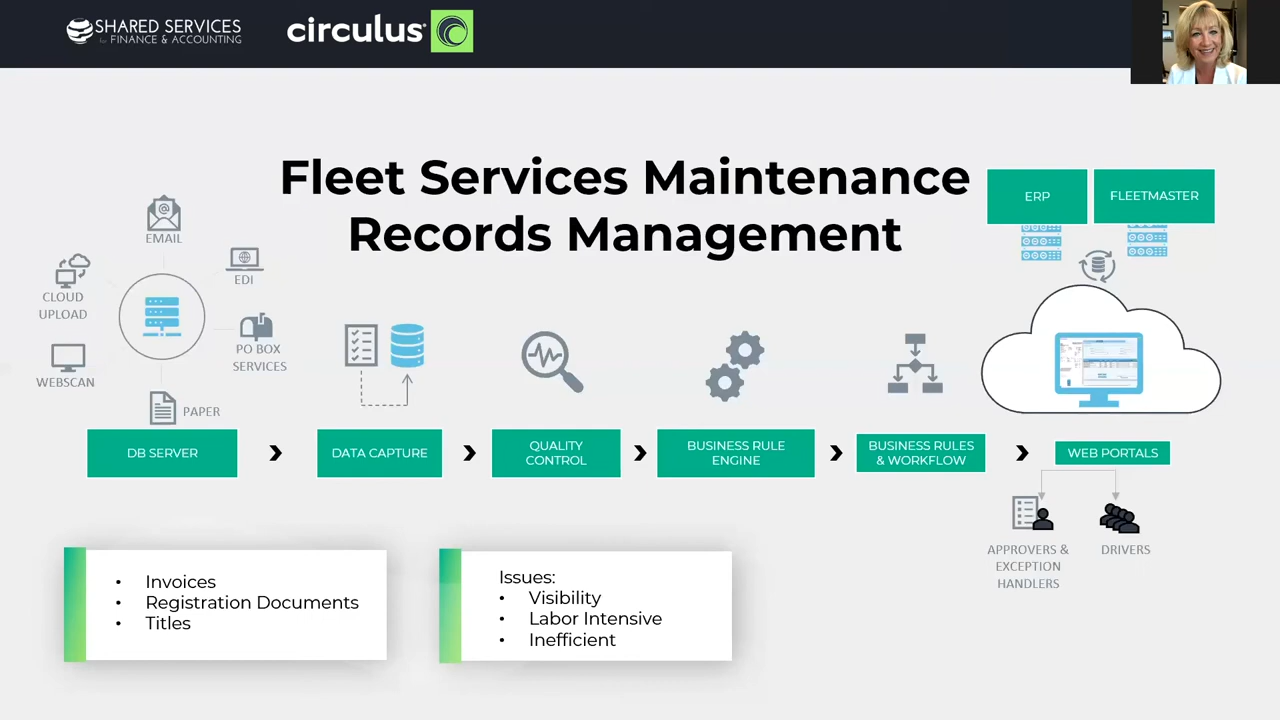 SHARED SERVICES
for FINANCE & ACCOUNTING
circulus
Fleet Services Maintenance
Records Management
ERP
FLEETMASTER
EMAIL
EDI
CLOUD
UPLOAD
PO BOX
SERVICES
WEBSCAN
PAPER
DB SERVER
DATA CAPTURE
QUALITY
CONTROL
BUSINESS RULE
ENGINE
BUSINESS RULES
& WORKFLOW
WEB PORTALS
APPROVERS &
EXCEPTION
HANDLERS
DRIVERS
• Invoices
• Registration Documents
• Titles
Issues:
• Visibility
• Labor Intensive
• Inefficient